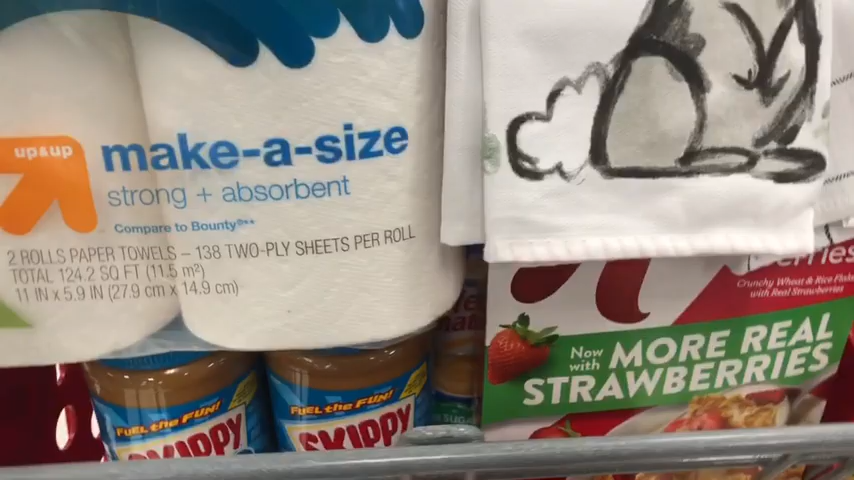 up&up
make-a-size
strong + absorbent
Compare to Bounty®**
2 ROLLS PAPER TOWELS – 138 TWO-PLY SHEETS PER ROLL
TOTAL 124.2 SQ FT (11.5 m²)
11 IN x 5.9 IN (27.9 cm x 14.9 cm)
FUEL the FUN!
SKIPPY
FUEL the FUN!
SKIPPY
Crunchy Wheat & Rice Flakes
with Real Strawberries
Now
with MORE REAL
STRAWBERRIES